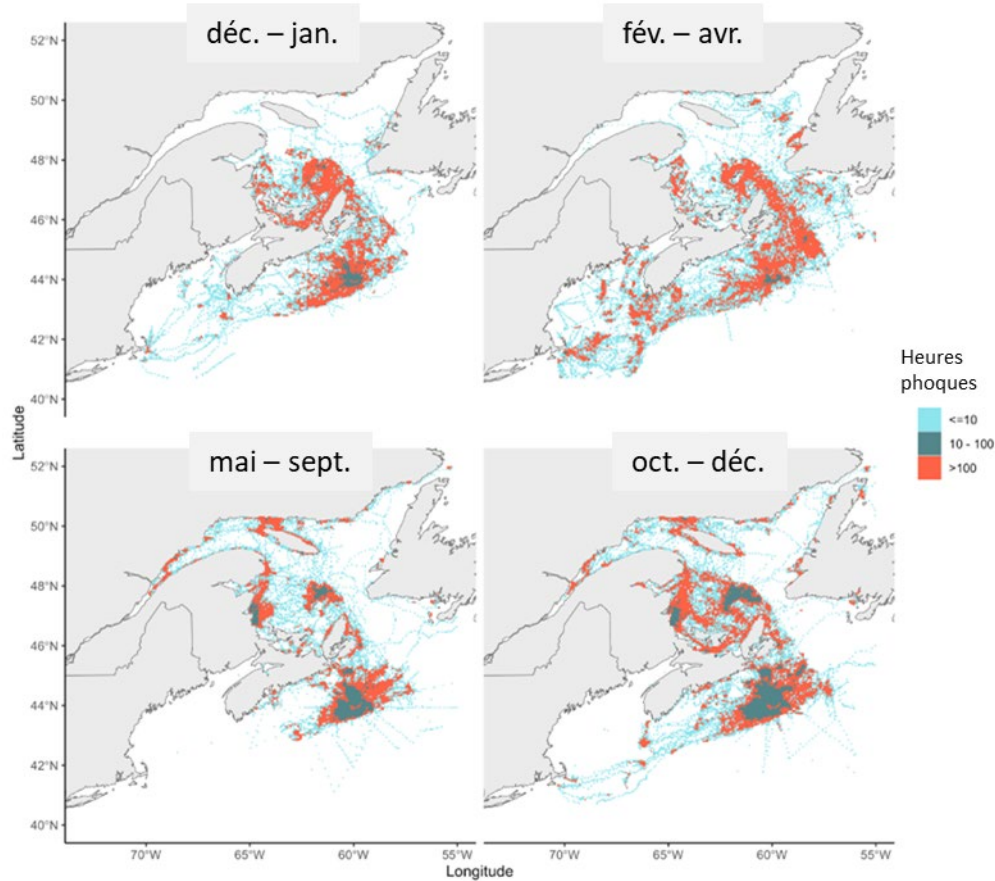 déc. – jan.
fév. – avr.
52°N
50°N
48°N
46°N
44°N
42°N
40°N
Latitude
Heures
phoques
<=10
10 - 100
>100
mai – sept.
oct. – déc.
52°N
50°N
48°N
46°N
44°N
42°N
40°N
70°W 65°W 60°W 55°W 70°W 65°W 60°W 55°W
Longitude